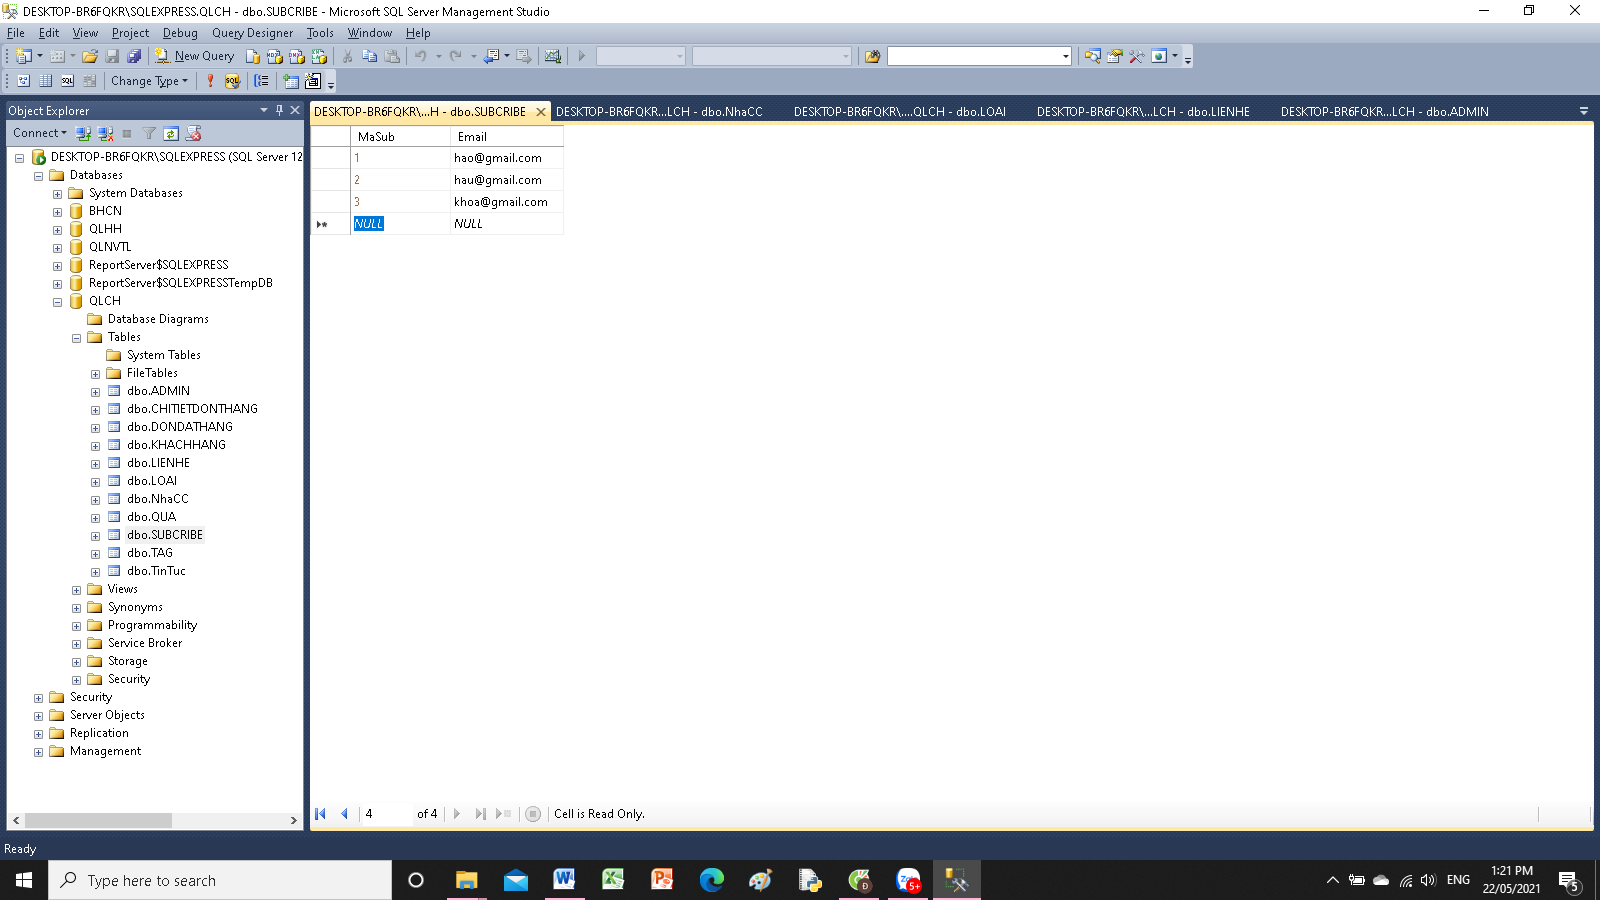 DESKTOP-BR6FQKR\SQLEXPRESS.QLCH - dbo.SUBCRIBE - Microsoft SQL Server Management Studio
File Edit View Project Debug Query Designer Tools Window Help
New Query
Change Type
Object Explorer
Connect
DESKTOP-BR6FQKR\SQLEXPRESS (SQL Server 12
Databases
System Databases
BHCN
QLHH
QLNVTL
ReportServer$SQLEXPRESS
ReportServer$SQLEXPRESSTempDB
QLCH
Database Diagrams
Tables
System Tables
FileTables
dbo.ADMIN
dbo.CHITIETDONTHANG
dbo.DONDATHANG
dbo.KHACHHANG
dbo.LIENHE
dbo.LOAI
dbo.NhaCC
dbo.QUA
dbo.SUBCRIBE
dbo.TAG
dbo.TinTuc
Views
Synonyms
Programmability
Service Broker
Storage
Security
Security
Server Objects
Replication
Management
DESKTOP-BR6FQKR\...H - dbo.SUBCRIBE DESKTOP-BR6FQKR...LCH - dbo.NhaCC DESKTOP-BR6FQKR\....QLCH - dbo.LOAI DESKTOP-BR6FQKR\...LCH - dbo.LIENHE DESKTOP-BR6FQKR\...LCH - dbo.ADMIN
MaSub Email
1 hao@gmail.com
2 hau@gmail.com
3 khoa@gmail.com
NULL NULL
4 of 4 Cell is Read Only.
Ready
Type here to search
5+
ENG
1:21 PM
22/05/2021
5